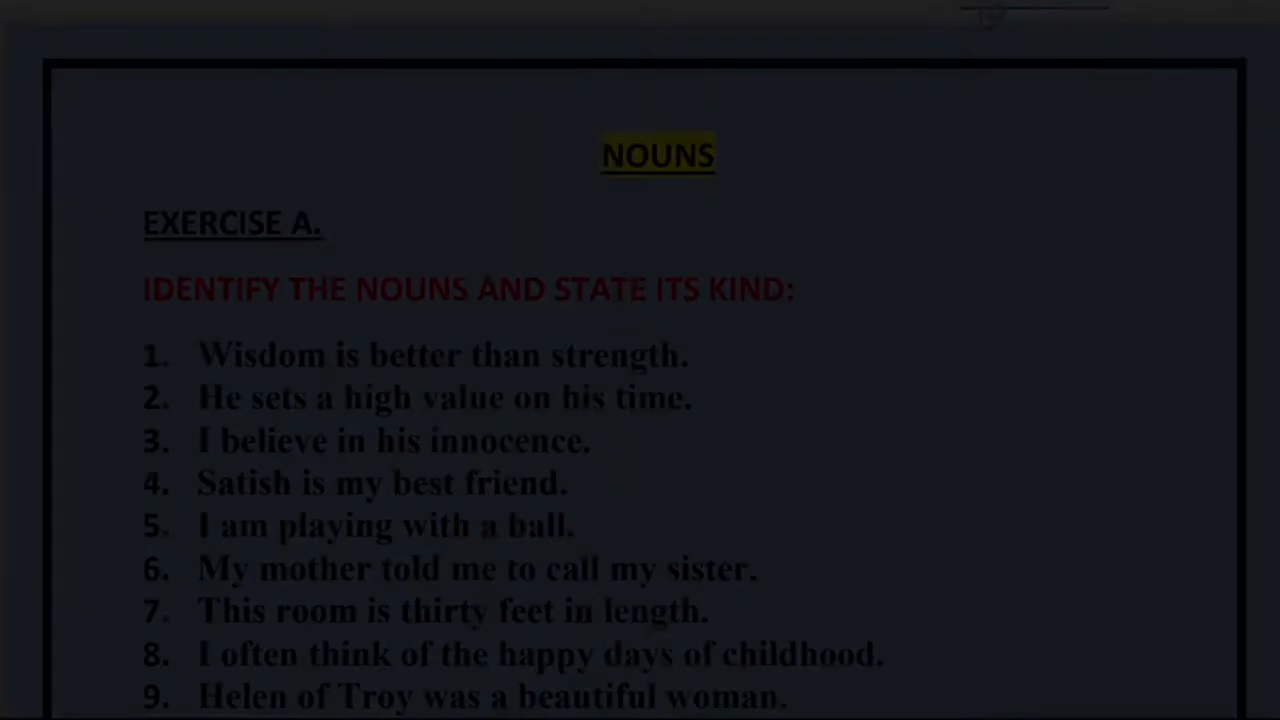 NOUNS
EXERCISE A.
IDENTIFY THE NOUNS AND STATE ITS KIND:
1. Wisdom is better than strength.
2. He sets a high value on his time.
3. I believe in his innocence.
4. Satish is my best friend.
5. I am playing with a ball.
6. My mother told me to call my sister.
7. This room is thirty feet in length.
8. I often think of the happy days of childhood.
9. Helen of Troy was a beautiful woman.